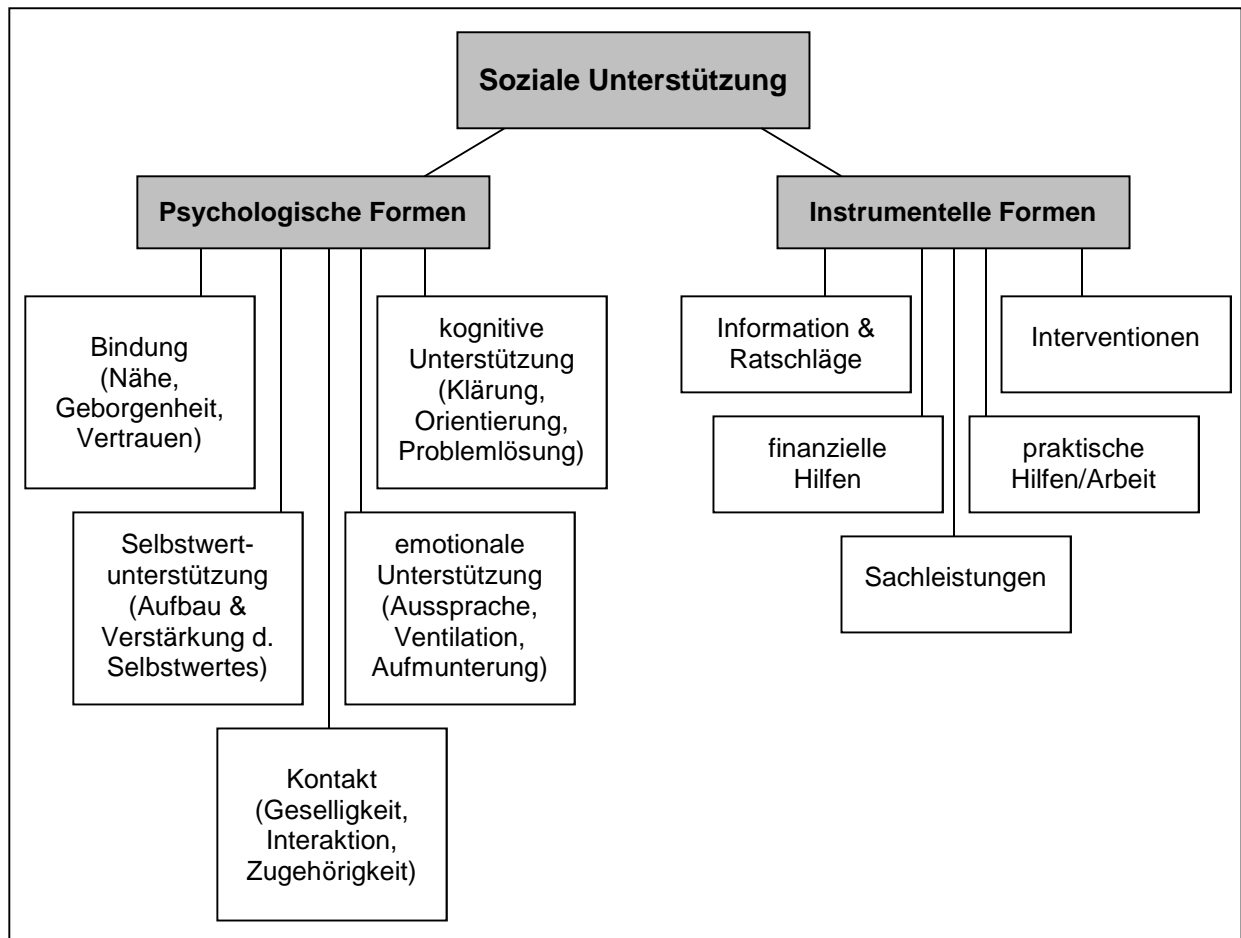 Soziale Unterstützung
Psychologische Formen
Bindung
(Nähe,
Geborgenheit,
Vertrauen)
kognitive
Unterstützung
(Klärung,
Orientierung,
Problemlösung)
Selbstwert-
unterstützung
(Aufbau &
Verstärkung d.
Selbstwertes)
emotionale
Unterstützung
(Aussprache,
Ventilation,
Aufmunterung)
Kontakt
(Geselligkeit,
Interaktion,
Zugehörigkeit)
Instrumentelle Formen
Information &
Ratschläge
Interventionen
finanzielle
Hilfen
praktische
Hilfen/Arbeit
Sachleistungen